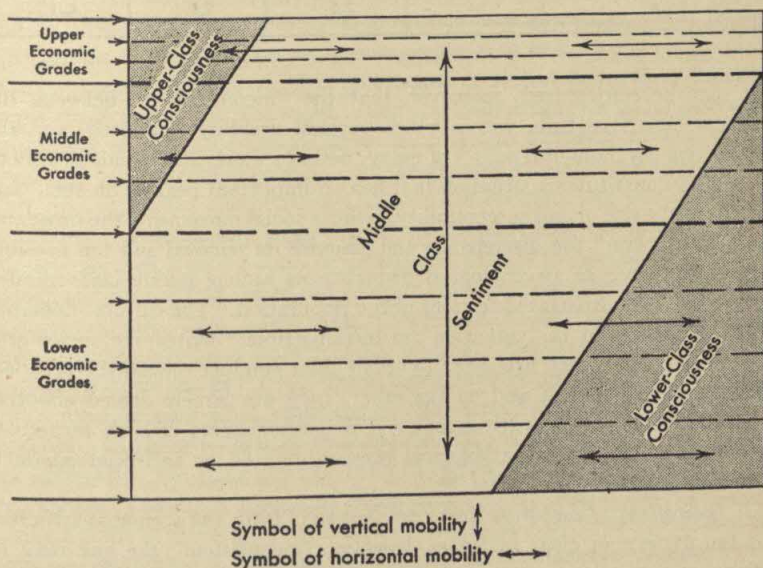 Upper
Economic
Grades
Upper-Class
Consciousness
Middle
Economic
Grades
Middle
Class
Sentiment
Lower
Economic
Grades
Lower-Class
Consciousness
Symbol of vertical mobility
Symbol of horizontal mobility